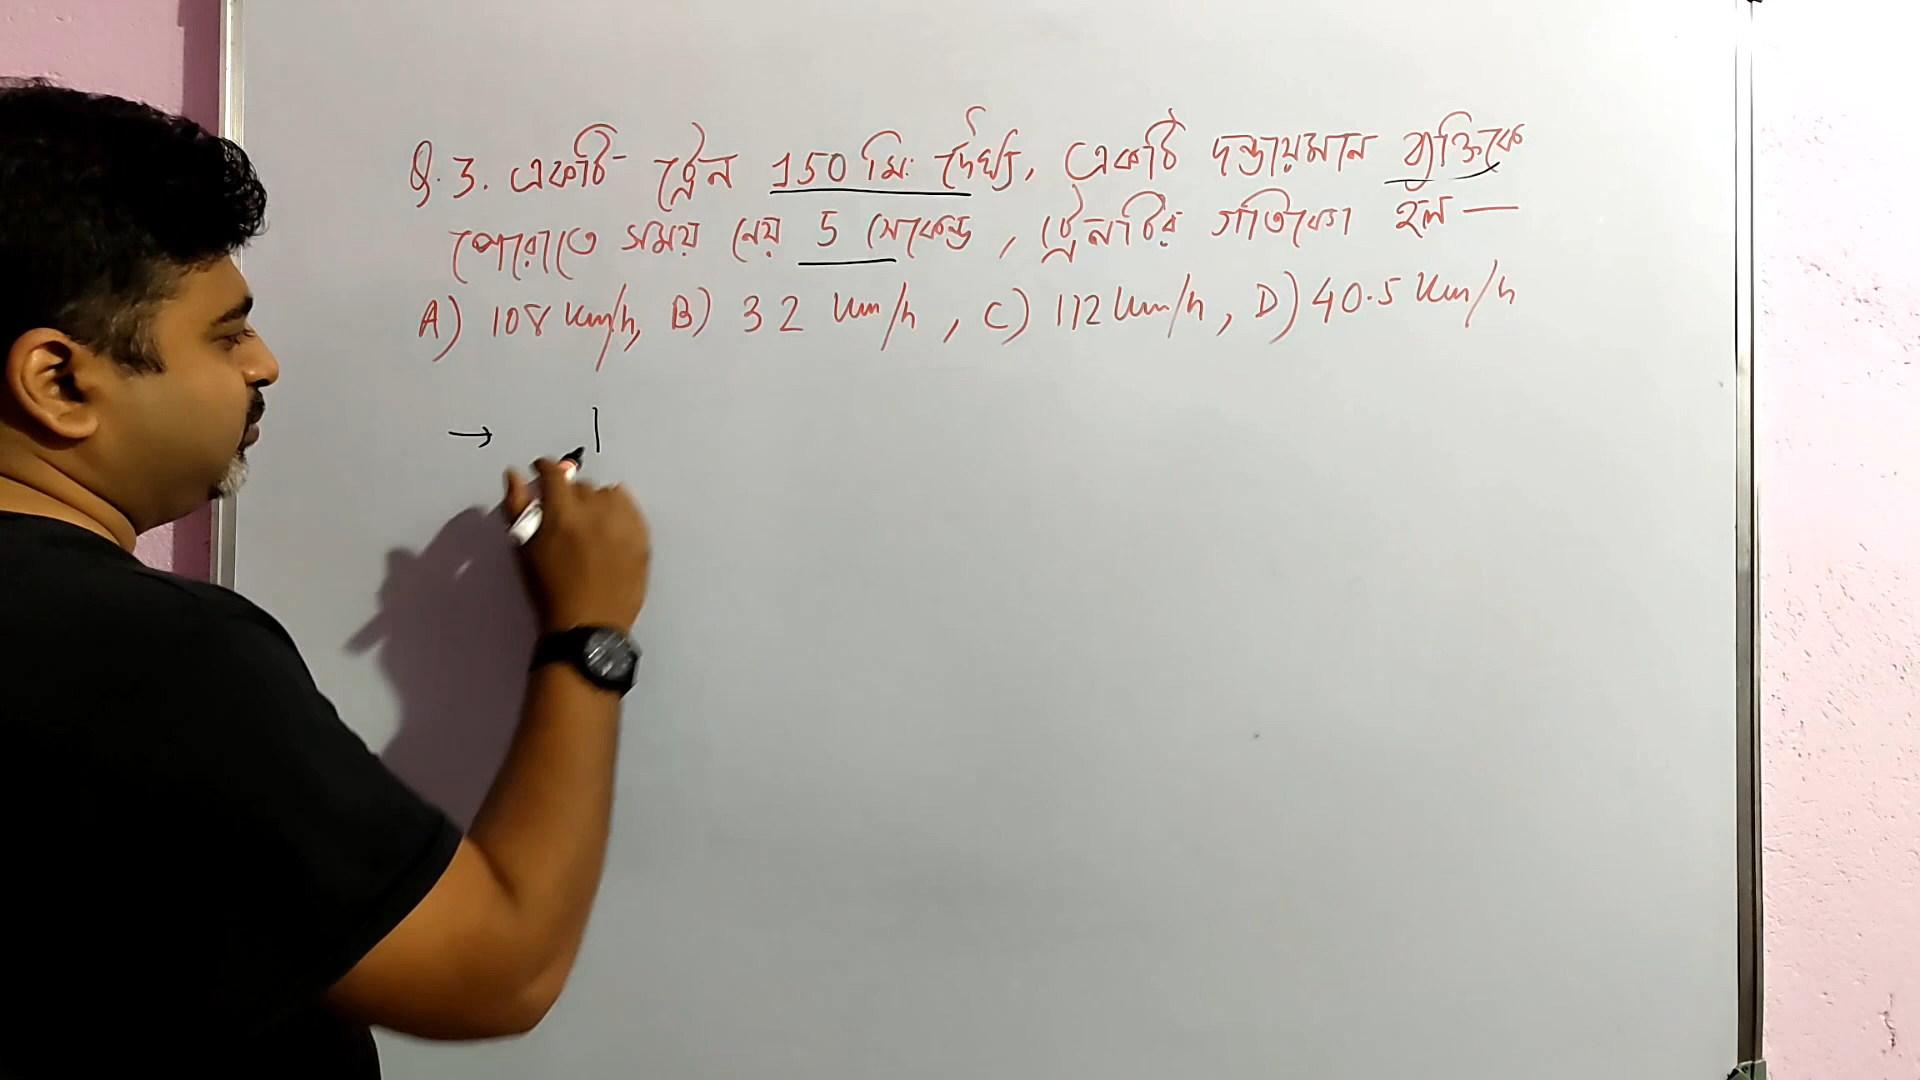 Q.3. একটি ট্রেন 150 মিঃ দৈর্ঘ্য, একটি দন্ডায়মান ব্যক্তিকে
পেরোতে সময় নেয় 5 সেকেন্ড, ট্রেনটির গতিবেগ হল —
A) 108 Km/h, B) 32 Km/h, C) 112 Km/h, D) 40.5 Km/h
→ |